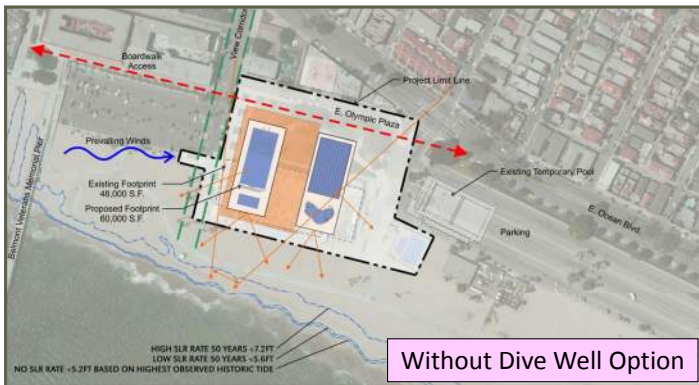 Boardwalk
Access
View Corridor
Project Limit Line
E. Olympic Plaza
Prevailing Winds
Belmont Veterans Memorial Pier
Existing Footprint
48,000 S.F.
Proposed Footprint
60,000 S.F.
Existing Temporary Pool
E. Ocean Blvd.
Parking
HIGH SLR RATE 50 YEARS +7.2FT
LOW SLR RATE 50 YEARS +5.6FT
NO SLR RATE +5.2FT BASED ON HIGHEST OBSERVED HISTORIC TIDE
Without Dive Well Option